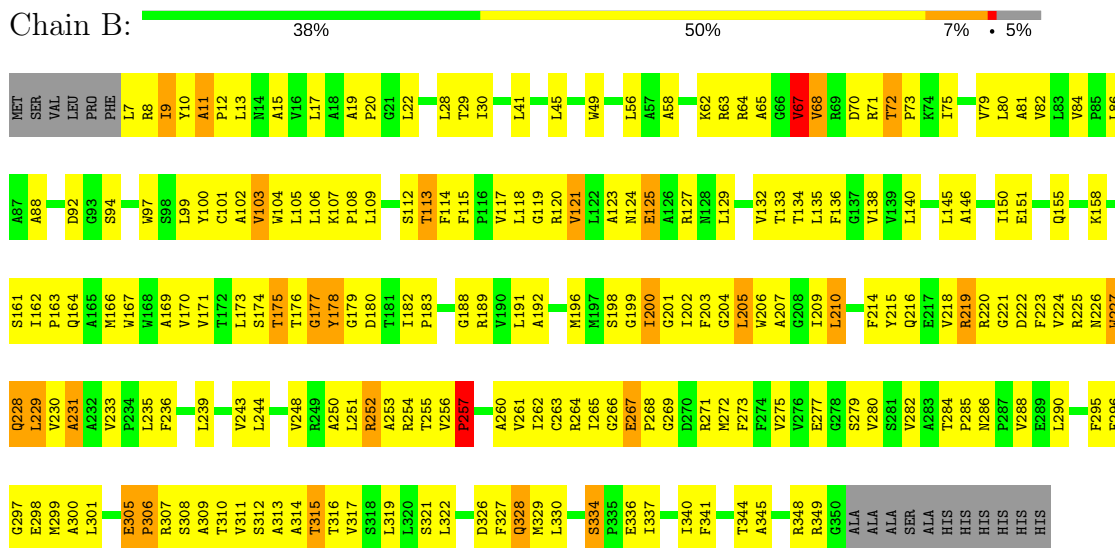 Chain B:
38% 50% 7% • 5%
MET SER VAL LEU PRO PHE L7 R8 I9 Y10 A11 P12 L13 N14 A15 V16 L17 A18 A19 P20 G21 L22 L28 T29 I30 L41 L45 W49 L56 A57 A58 K62 R63 R64 A65 G66 V67 V68 R69 D70 R71 T72 P73 K74 I75 V79 L80 A81 V82 L83 V84 P85 L86
A87 A88 D92 G93 S94 W97 S98 L99 Y100 C101 A102 V103 W104 L105 L106 K107 P108 L109 S112 T113 F114 F115 P116 V117 L118 G119 R120 V121 L122 A123 N124 E125 A126 R127 N128 L129 V132 T133 T134 L135 F136 G137 V138 V139 L140 L145 A146 I150 E151 Q155 K158
S161 I162 P163 Q164 A165 M166 W167 W168 A169 V170 V171 T172 L173 S174 T175 T176 G177 Y178 G179 D180 T181 I182 P183 G188 R189 V190 L191 A192 M196 M197 S198 G199 I200 G201 I202 F203 G204 L205 W206 A207 G208 I209 L210 F214 Y215 Q216 E217 V218 R219 R220 G221 D222 F223 V224 R225 N226 W227
Q228 L229 V230 A231 A232 V233 P234 L235 F236 L239 V243 L244 V248 R249 A250 L251 R252 A253 R254 T255 V256 P257 A260 V261 I262 C263 R264 I265 G266 E267 P268 G269 D270 R271 M272 F273 F274 V275 V276 E277 G278 S279 V280 S281 V282 A283 T284 P285 N286 P287 V288 E289 L290 F295 F296
G297 E298 M299 A300 L301 E305 P306 R307 S308 A309 T310 V311 S312 A313 A314 T315 T316 V317 S318 L319 L320 S321 L322 D326 F327 Q328 M329 L330 S334 P335 E336 I337 I340 F341 T344 A345 R348 R349 G350 ALA ALA ALA SER ALA HIS HIS HIS HIS HIS HIS